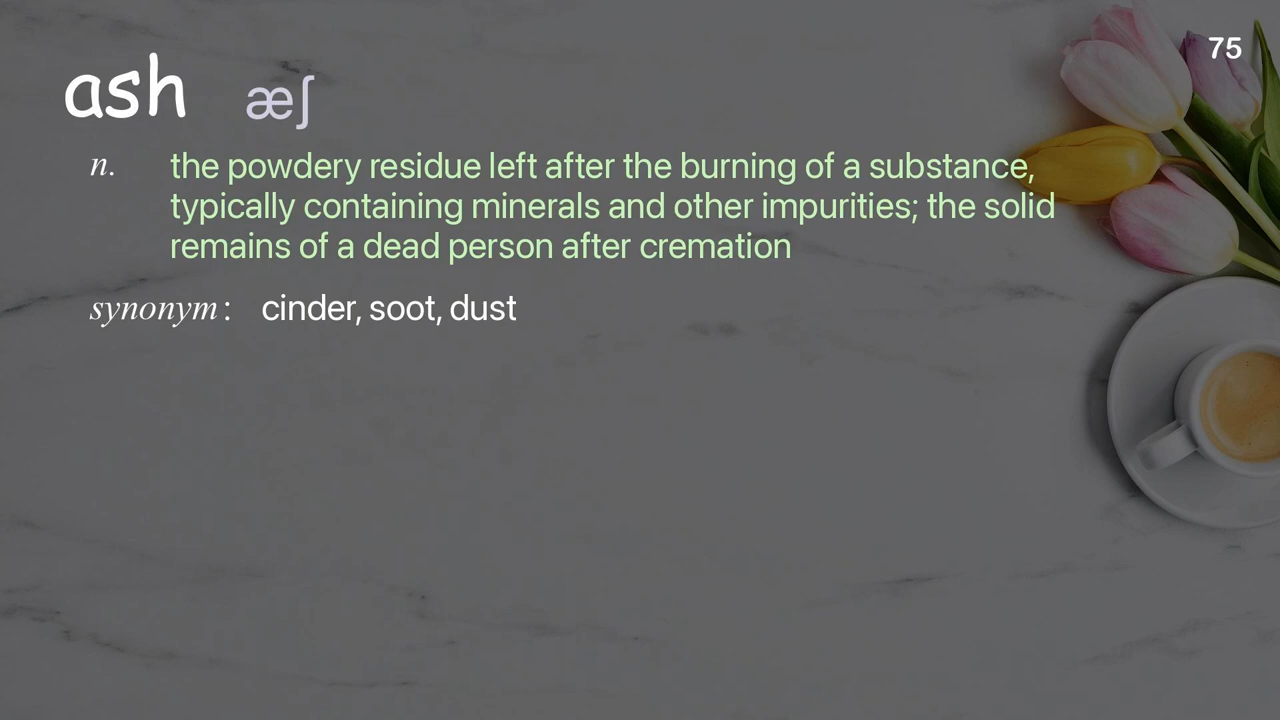 75
ash æʃ
n. the powdery residue left after the burning of a substance,
typically containing minerals and other impurities; the solid
remains of a dead person after cremation
synonym: cinder, soot, dust